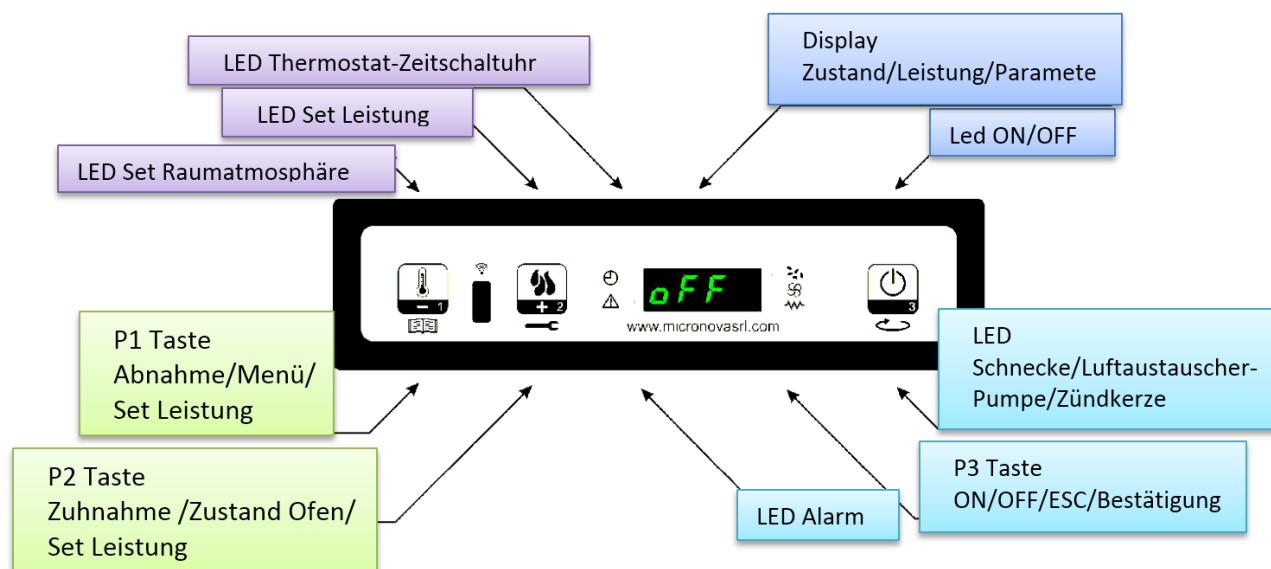 LED Thermostat-Zeitschaltuhr
LED Set Leistung
LED Set Raumatmosphäre
Display
Zustand/Leistung/Paramete
Led ON/OFF
- 1
+ 2
oFF
www.micronovasrl.com
3
P1 Taste
Abnahme/Menü/
Set Leistung
P2 Taste
Zuhnahme /Zustand Ofen/
Set Leistung
LED Alarm
LED
Schnecke/Luftaustauscher-
Pumpe/Zündkerze
P3 Taste
ON/OFF/ESC/Bestätigung